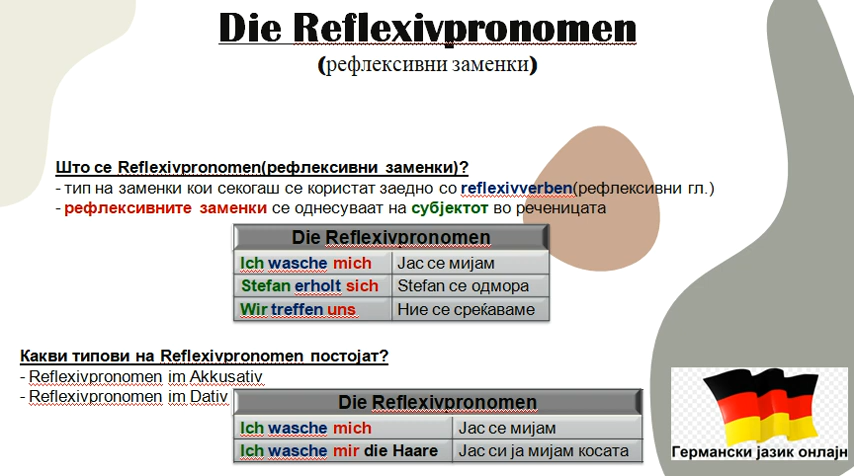 Die Reflexivpronomen
(рефлексивни заменки)
Што се Reflexivpronomen(рефлексивни заменки)?
- тип на заменки кои секогаш се користат заедно со reflexivverben(рефлексивни гл.)
- рефлексивните заменки се однесуваат на субјектот во реченицата
Die Reflexivpronomen
Ich wasche mich Јас се мијам
Stefan erholt sich Stefan се одмора
Wir treffen uns Ние се среќаваме
Какви типови на Reflexivpronomen постојат?
- Reflexivpronomen im Akkusativ
- Reflexivpronomen im Dativ
Die Reflexivpronomen
Ich wasche mich Јас се мијам
Ich wasche mir die Haare Јас си ја мијам косата
Германски јазик онлајн